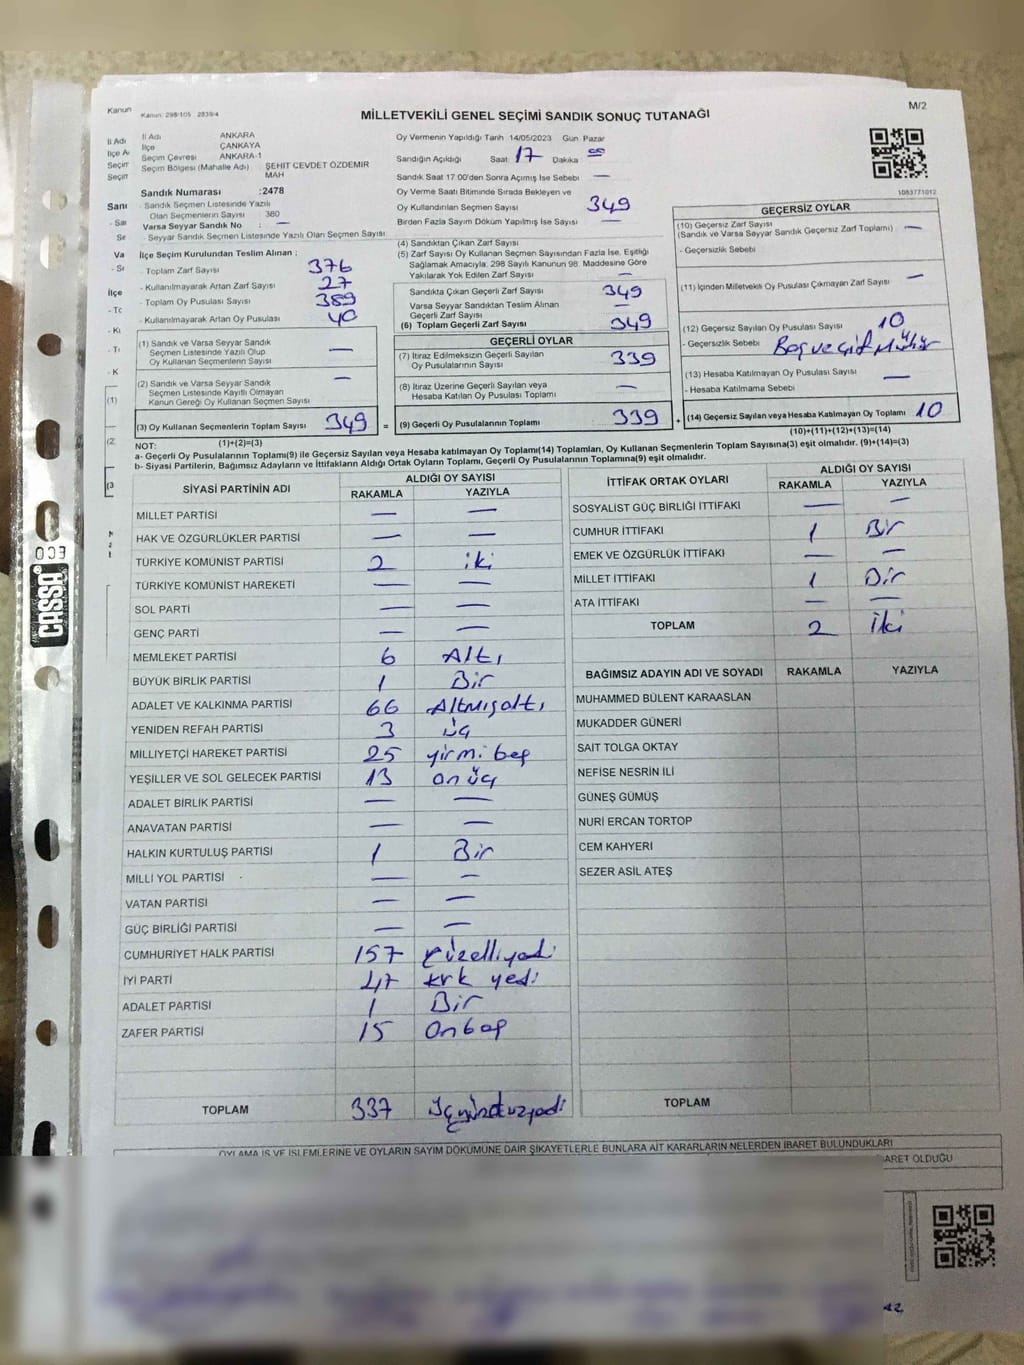 M/2
Kanun
Kanun: 298/105 2839/4
MİLLETVEKİLİ GENEL SEÇİMİ SANDIK SONUÇ TUTANAĞI
İl Adı
İl Adı ANKARA
İlçe ÇANKAYA
Seçim Çevresi ANKARA-1
Seçim Bölgesi (Mahalle Adı) : ŞEHİT CEVDET ÖZDEMİR MAH
Sandık Numarası :2478
Sandık Seçmen Listesinde Yazılı
Olan Seçmenlerin Sayısı 360
Varsa Seyyar Sandık No : —
- Seyyar Sandık Seçmen Listesinde Yazılı Olan Seçmen Sayısı:
İlçe Seçim Kurulundan Teslim Alınan ;
- Toplam Zarf Sayısı 376
- Kullanılmayarak Artan Zarf Sayısı 27
- Toplam Oy Pusulası Sayısı 389
- Kullanılmayarak Artan Oy Pusulası 40
(1) Sandık ve Varsa Seyyar Sandık
Seçmen Listesinde Yazılı Olup
Oy Kullanan Seçmenlerin Sayısı —
(2) Sandık ve Varsa Seyyar Sandık
Seçmen Listesinde Kayıtlı Olmayan
Kanun Gereği Oy Kullanan Seçmen Sayısı —
(3) Oy Kullanan Seçmenlerin Toplam Sayısı 349 =
(1)+(2)=(3)
Oy Vermenin Yapıldığı Tarih 14/05/2023 Gün Pazar
Sandığın Açıldığı Saat 17 Dakika 00
Sandık Saat 17.00'den Sonra Açmış İse Sebebi —
Oy Verme Saati Bitiminde Sırada Bekleyen ve
Oy Kullandırılan Seçmen Sayısı 349
Birden Fazla Sayım Döküm Yapılmış İse Sayısı —
(4) Sandıktan Çıkan Zarf Sayısı
(5) Zarf Sayısı Oy Kullanan Seçmen Sayısından Fazla İse, Eşitliği
Sağlamak Amacıyla; 298 Sayılı Kanunun 98. Maddesine Göre
Yakılarak Yok Edilen Zarf Sayısı —
Sandıkta Çıkan Geçerli Zarf Sayısı 349
Varsa Seyyar Sandıktan Teslim Alınan
Geçerli Zarf Sayısı —
(6) Toplam Geçerli Zarf Sayısı 349
GEÇERLİ OYLAR
(7) İtiraz Edilmeksizin Geçerli Sayılan
Oy Pusulalarının Sayısı 339
(8) İtiraz Üzerine Geçerli Sayılan veya
Hesaba Katılan Oy Pusulası Toplamı —
(9) Geçerli Oy Pusulalarının Toplamı 339 +
1083771012
GEÇERSİZ OYLAR
(10) Geçersiz Zarf Sayısı
(Sandık ve Varsa Seyyar Sandık Geçersiz Zarf Toplamı) —
- Geçersizlik Sebebi
(11) İçinden Milletvekili Oy Pusulası Çıkmayan Zarf Sayısı —
(12) Geçersiz Sayılan Oy Pusulası Sayısı 10
- Geçersizlik Sebebi Boş ve çift Mühür
(13) Hesaba Katılmayan Oy Pusulası Sayısı —
- Hesaba Katılmama Sebebi
(14) Geçersiz Sayılan veya Hesaba Katılmayan Oy Toplamı 10
(10)+(11)+(12)+(13)=(14)
NOT:
a- Geçerli Oy Pusulalarının Toplamı(9) ile Geçersiz Sayılan veya Hesaba katılmayan Oy Toplamı(14) Toplamları, Oy Kullanan Seçmenlerin Toplam Sayısına(3) eşit olmalıdır. (9)+(14)=(3)
b- Siyasi Partilerin, Bağımsız Adayların ve İttifakların Aldığı Ortak Oyların Toplamı, Geçerli Oy Pusulalarının Toplamına(9) eşit olmalıdır.
SİYASİ PARTİNİN ADI ALDIĞI OY SAYISI
RAKAMLA YAZIYLA
MİLLET PARTİSİ — —
HAK VE ÖZGÜRLÜKLER PARTİSİ — —
TÜRKİYE KOMÜNİST PARTİSİ 2 iki
TÜRKİYE KOMÜNİST HAREKETİ — —
SOL PARTİ — —
GENÇ PARTİ — —
MEMLEKET PARTİSİ 6 Altı
BÜYÜK BİRLİK PARTİSİ 1 Bir
ADALET VE KALKINMA PARTİSİ 66 Altmışaltı
YENİDEN REFAH PARTİSİ 3 üç
MİLLİYETÇİ HAREKET PARTİSİ 25 yirmi beş
YEŞİLLER VE SOL GELECEK PARTİSİ 13 on üç
ADALET BİRLİK PARTİSİ — —
ANAVATAN PARTİSİ — —
HALKIN KURTULUŞ PARTİSİ 1 Bir
MİLLİ YOL PARTİSİ — —
VATAN PARTİSİ — —
GÜÇ BİRLİĞİ PARTİSİ — —
CUMHURİYET HALK PARTİSİ 157 yüzelliyedi
İYİ PARTİ 47 kırk yedi
ADALET PARTİSİ 1 Bir
ZAFER PARTİSİ 15 Onbeş
TOPLAM 337 üçyüzotuzyedi
İTTİFAK ORTAK OYLARI ALDIĞI OY SAYISI
RAKAMLA YAZIYLA
SOSYALİST GÜÇ BİRLİĞİ İTTİFAKI — —
CUMHUR İTTİFAKI 1 Bir
EMEK VE ÖZGÜRLÜK İTTİFAKI — —
MİLLET İTTİFAKI 1 Bir
ATA İTTİFAKI — —
TOPLAM 2 İki
BAĞIMSIZ ADAYIN ADI VE SOYADI RAKAMLA YAZIYLA
MUHAMMED BÜLENT KARAASLAN
MUKADDER GÜNERİ
SAİT TOLGA OKTAY
NEFİSE NESRİN İLİ
GÜNEŞ GÜMÜŞ
NURİ ERCAN TORTOP
CEM KAHYERİ
SEZER ASİL ATEŞ
TOPLAM
OYLAMA İŞ VE İŞLEMLERİNE VE OYLARIN SAYIM DÖKÜMÜNE DAİR ŞİKAYETLERLE BUNLARA AİT KARARLARIN NELERDEN İBARET BULUNDUKLARI
BARET OLDUĞU
CASSA
ECO